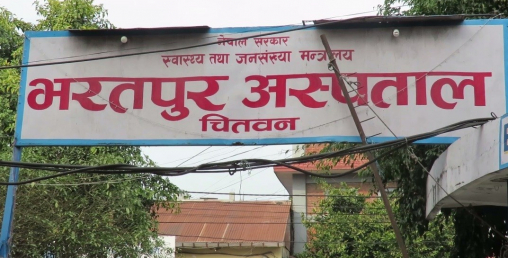 नेपाल सरकार
स्वास्थ्य तथा जनसंख्या मन्त्रालय
भरतपुर अस्पताल
चितवन